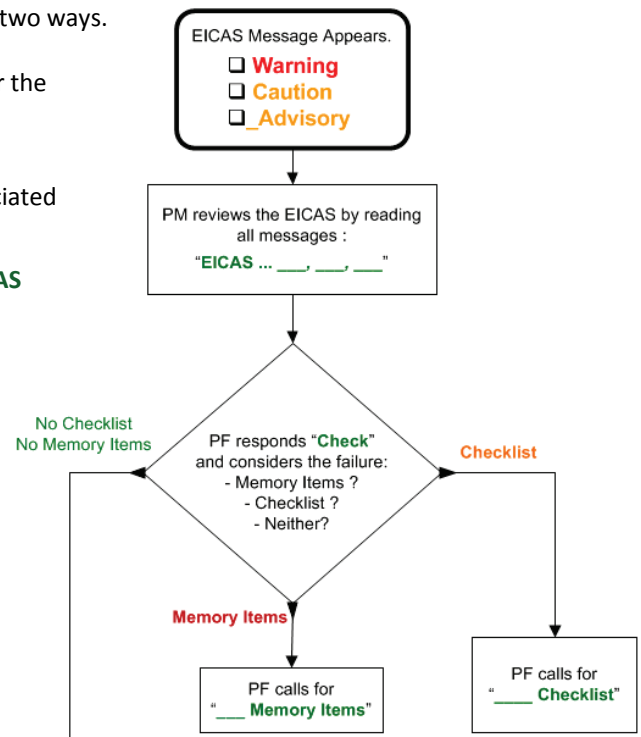 two ways.
r the
ciated
AS
EICAS Message Appears.
❑ Warning
❑ Caution
❑_Advisory
PM reviews the EICAS by reading
all messages :
“EICAS ... ___, ___, ___”
No Checklist
No Memory Items
PF responds “Check”
and considers the failure:
- Memory Items ?
- Checklist ?
- Neither?
Checklist
Memory Items
PF calls for
“___ Memory Items”
PF calls for
“____ Checklist”